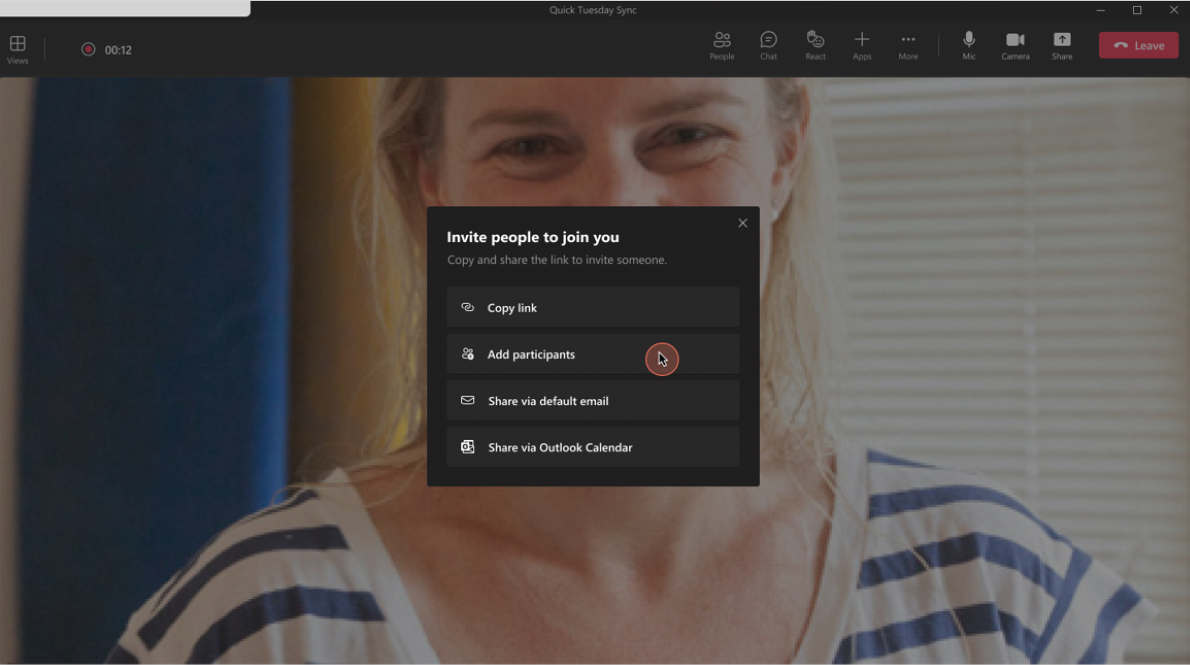 Quick Tuesday Sync
Views
00:12
People
Chat
React
Apps
More
Mic
Camera
Share
Leave
Invite people to join you
Copy and share the link to invite someone.
Copy link
Add participants
Share via default email
Share via Outlook Calendar